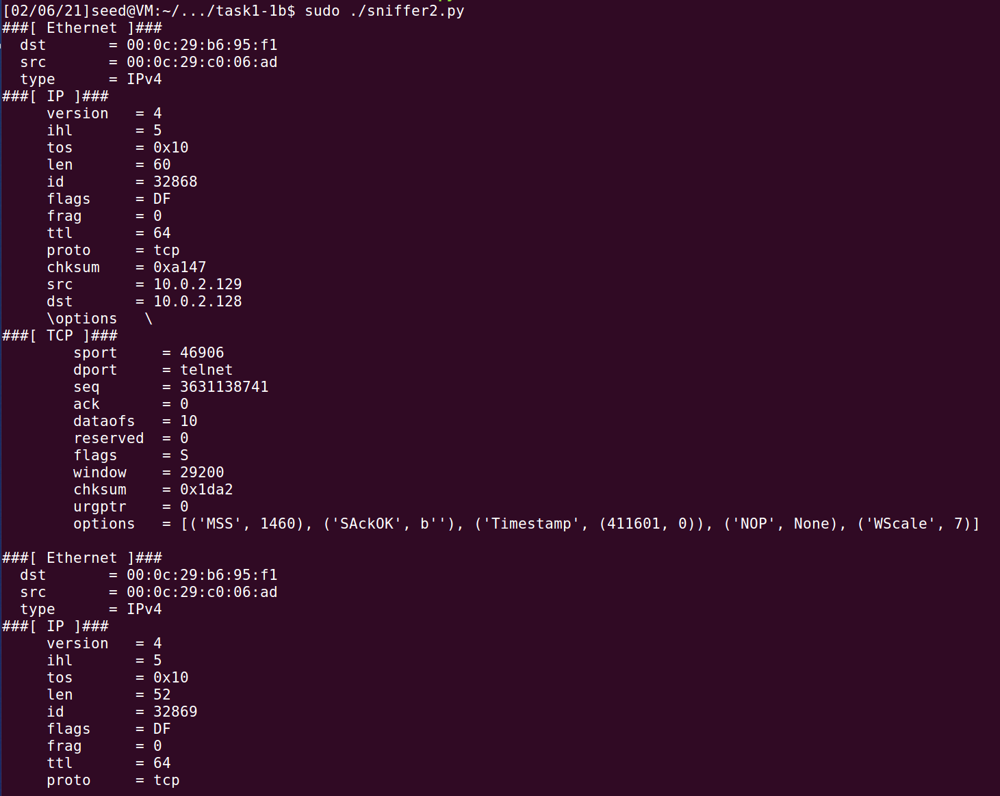 [02/06/21]seed@VM:~/.../task1-1b$ sudo ./sniffer2.py
###[ Ethernet ]###
  dst       = 00:0c:29:b6:95:f1
  src       = 00:0c:29:c0:06:ad
  type      = IPv4
###[ IP ]###
     version   = 4
     ihl       = 5
     tos       = 0x10
     len       = 60
     id        = 32868
     flags     = DF
     frag      = 0
     ttl       = 64
     proto     = tcp
     chksum    = 0xa147
     src       = 10.0.2.129
     dst       = 10.0.2.128
     \options   \
###[ TCP ]###
        sport     = 46906
        dport     = telnet
        seq       = 3631138741
        ack       = 0
        dataofs   = 10
        reserved  = 0
        flags     = S
        window    = 29200
        chksum    = 0x1da2
        urgptr    = 0
        options   = [('MSS', 1460), ('SAckOK', b''), ('Timestamp', (411601, 0)), ('NOP', None), ('WScale', 7)]

###[ Ethernet ]###
  dst       = 00:0c:29:b6:95:f1
  src       = 00:0c:29:c0:06:ad
  type      = IPv4
###[ IP ]###
     version   = 4
     ihl       = 5
     tos       = 0x10
     len       = 52
     id        = 32869
     flags     = DF
     frag      = 0
     ttl       = 64
     proto     = tcp